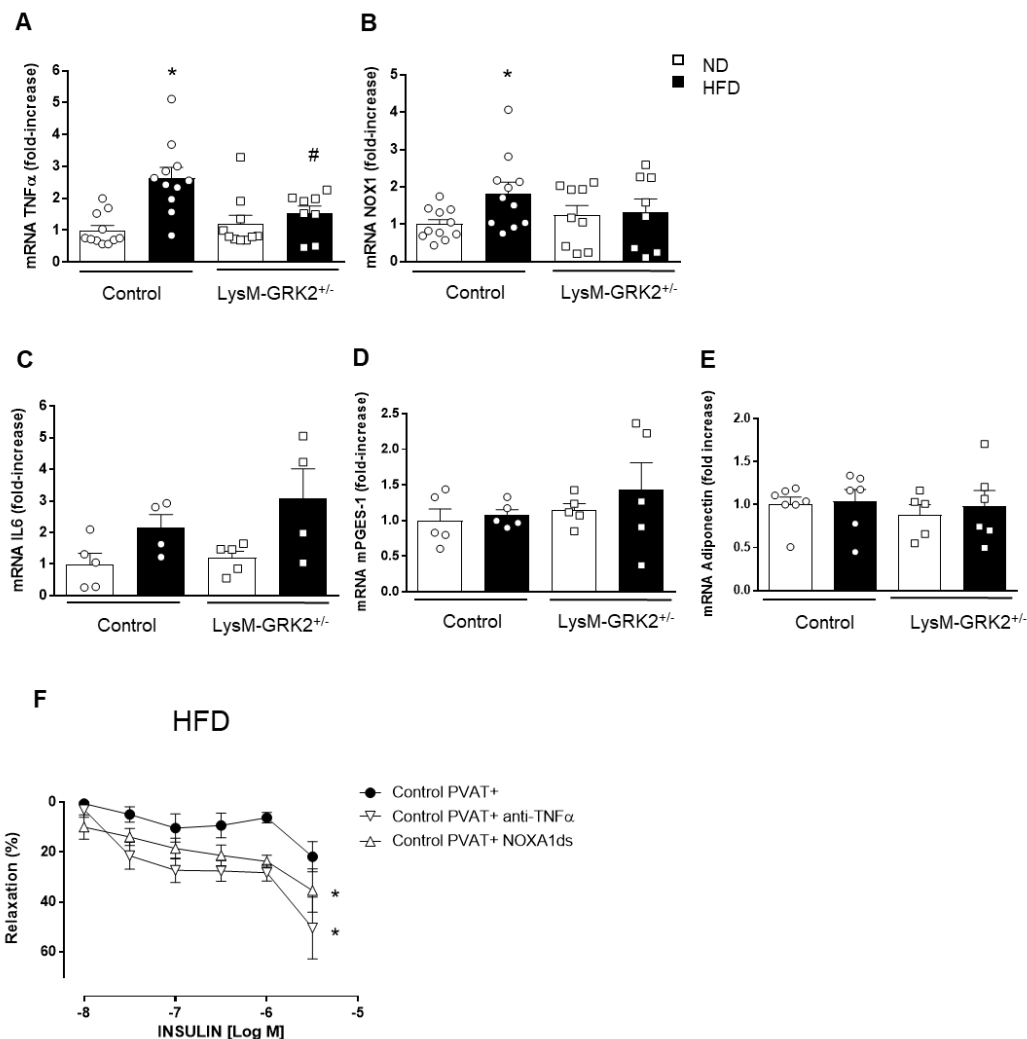 A
mRNA TNFα (fold-increase)
6
5
4
3
2
1
0
*
#
Control
LysM-GRK2+/-
B
mRNA NOX1 (fold-increase)
5
4
3
2
1
0
*
Control
LysM-GRK2+/-
ND
HFD
C
mRNA IL6 (fold-increase)
6
5
4
3
2
1
0
Control
LysM-GRK2+/-
D
mRNA mPGES-1 (fold-increase)
2.5
2.0
1.5
1.0
0.5
0.0
Control
LysM-GRK2+/-
E
mRNA Adiponectin (fold increase)
2.0
1.5
1.0
0.5
0.0
Control
LysM-GRK2+/-
F
HFD
Relaxation (%)
0
20
40
60
*
*
-8
-7
-6
-5
INSULIN [Log M]
Control PVAT+
Control PVAT+ anti-TNFα
Control PVAT+ NOXA1ds